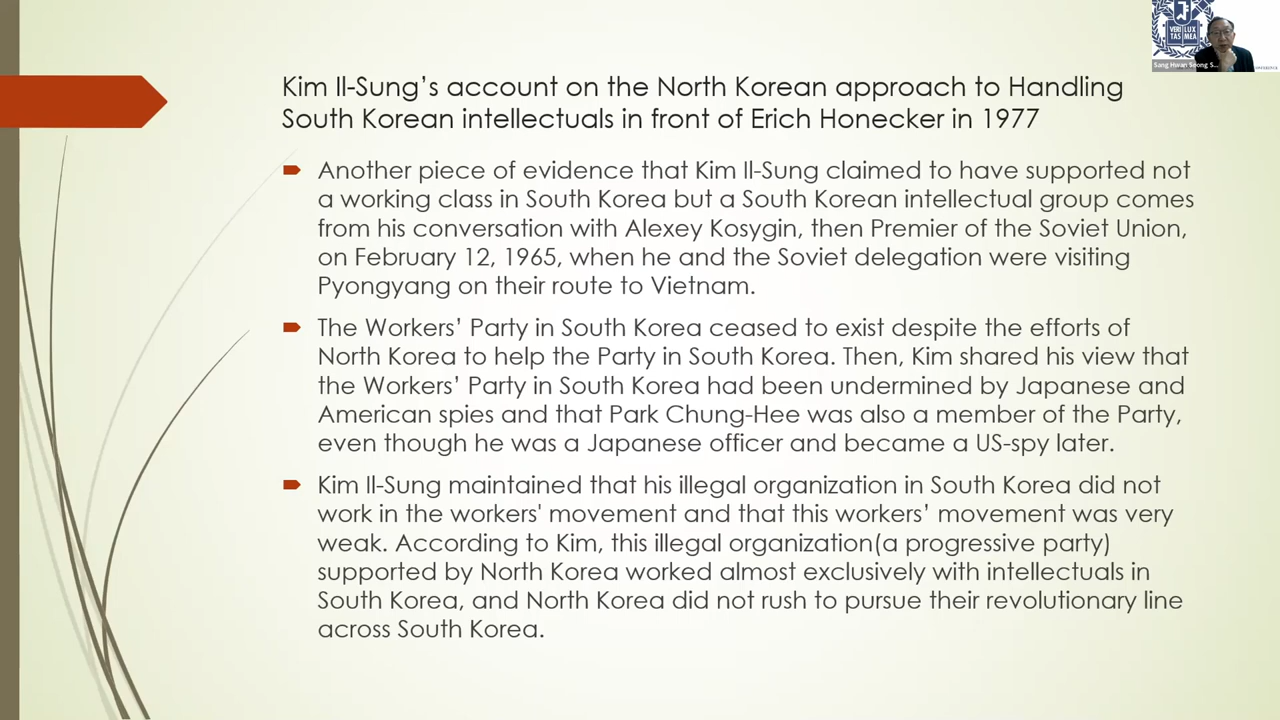 VERI LUX
TAS MEA
Sang Hwan Seong S...
Kim Il-Sung’s account on the North Korean approach to Handling
South Korean intellectuals in front of Erich Honecker in 1977
Another piece of evidence that Kim Il-Sung claimed to have supported not
a working class in South Korea but a South Korean intellectual group comes
from his conversation with Alexey Kosygin, then Premier of the Soviet Union,
on February 12, 1965, when he and the Soviet delegation were visiting
Pyongyang on their route to Vietnam.
The Workers’ Party in South Korea ceased to exist despite the efforts of
North Korea to help the Party in South Korea. Then, Kim shared his view that
the Workers’ Party in South Korea had been undermined by Japanese and
American spies and that Park Chung-Hee was also a member of the Party,
even though he was a Japanese officer and became a US-spy later.
Kim Il-Sung maintained that his illegal organization in South Korea did not
work in the workers' movement and that this workers’ movement was very
weak. According to Kim, this illegal organization(a progressive party)
supported by North Korea worked almost exclusively with intellectuals in
South Korea, and North Korea did not rush to pursue their revolutionary line
across South Korea.